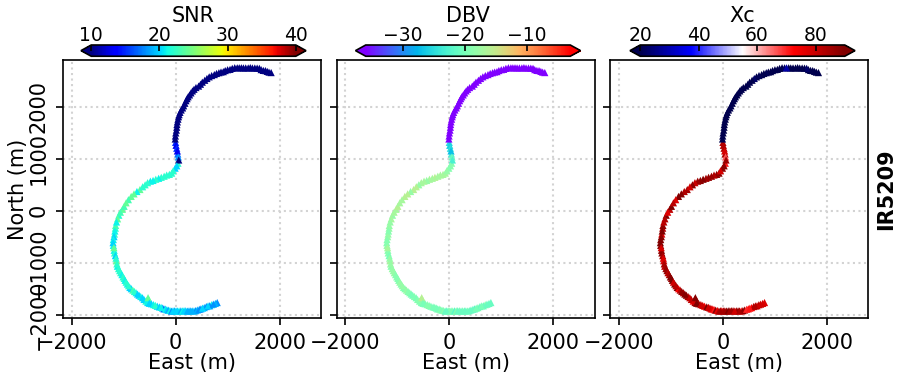 SNR DBV Xc
10 20 30 40 −30 −20 −10 20 40 60 80
North (m)
2000
1000
0
−1000
−2000
IR5209
−2000 0 2000 −2000 0 2000 −2000 0 2000
East (m) East (m) East (m)